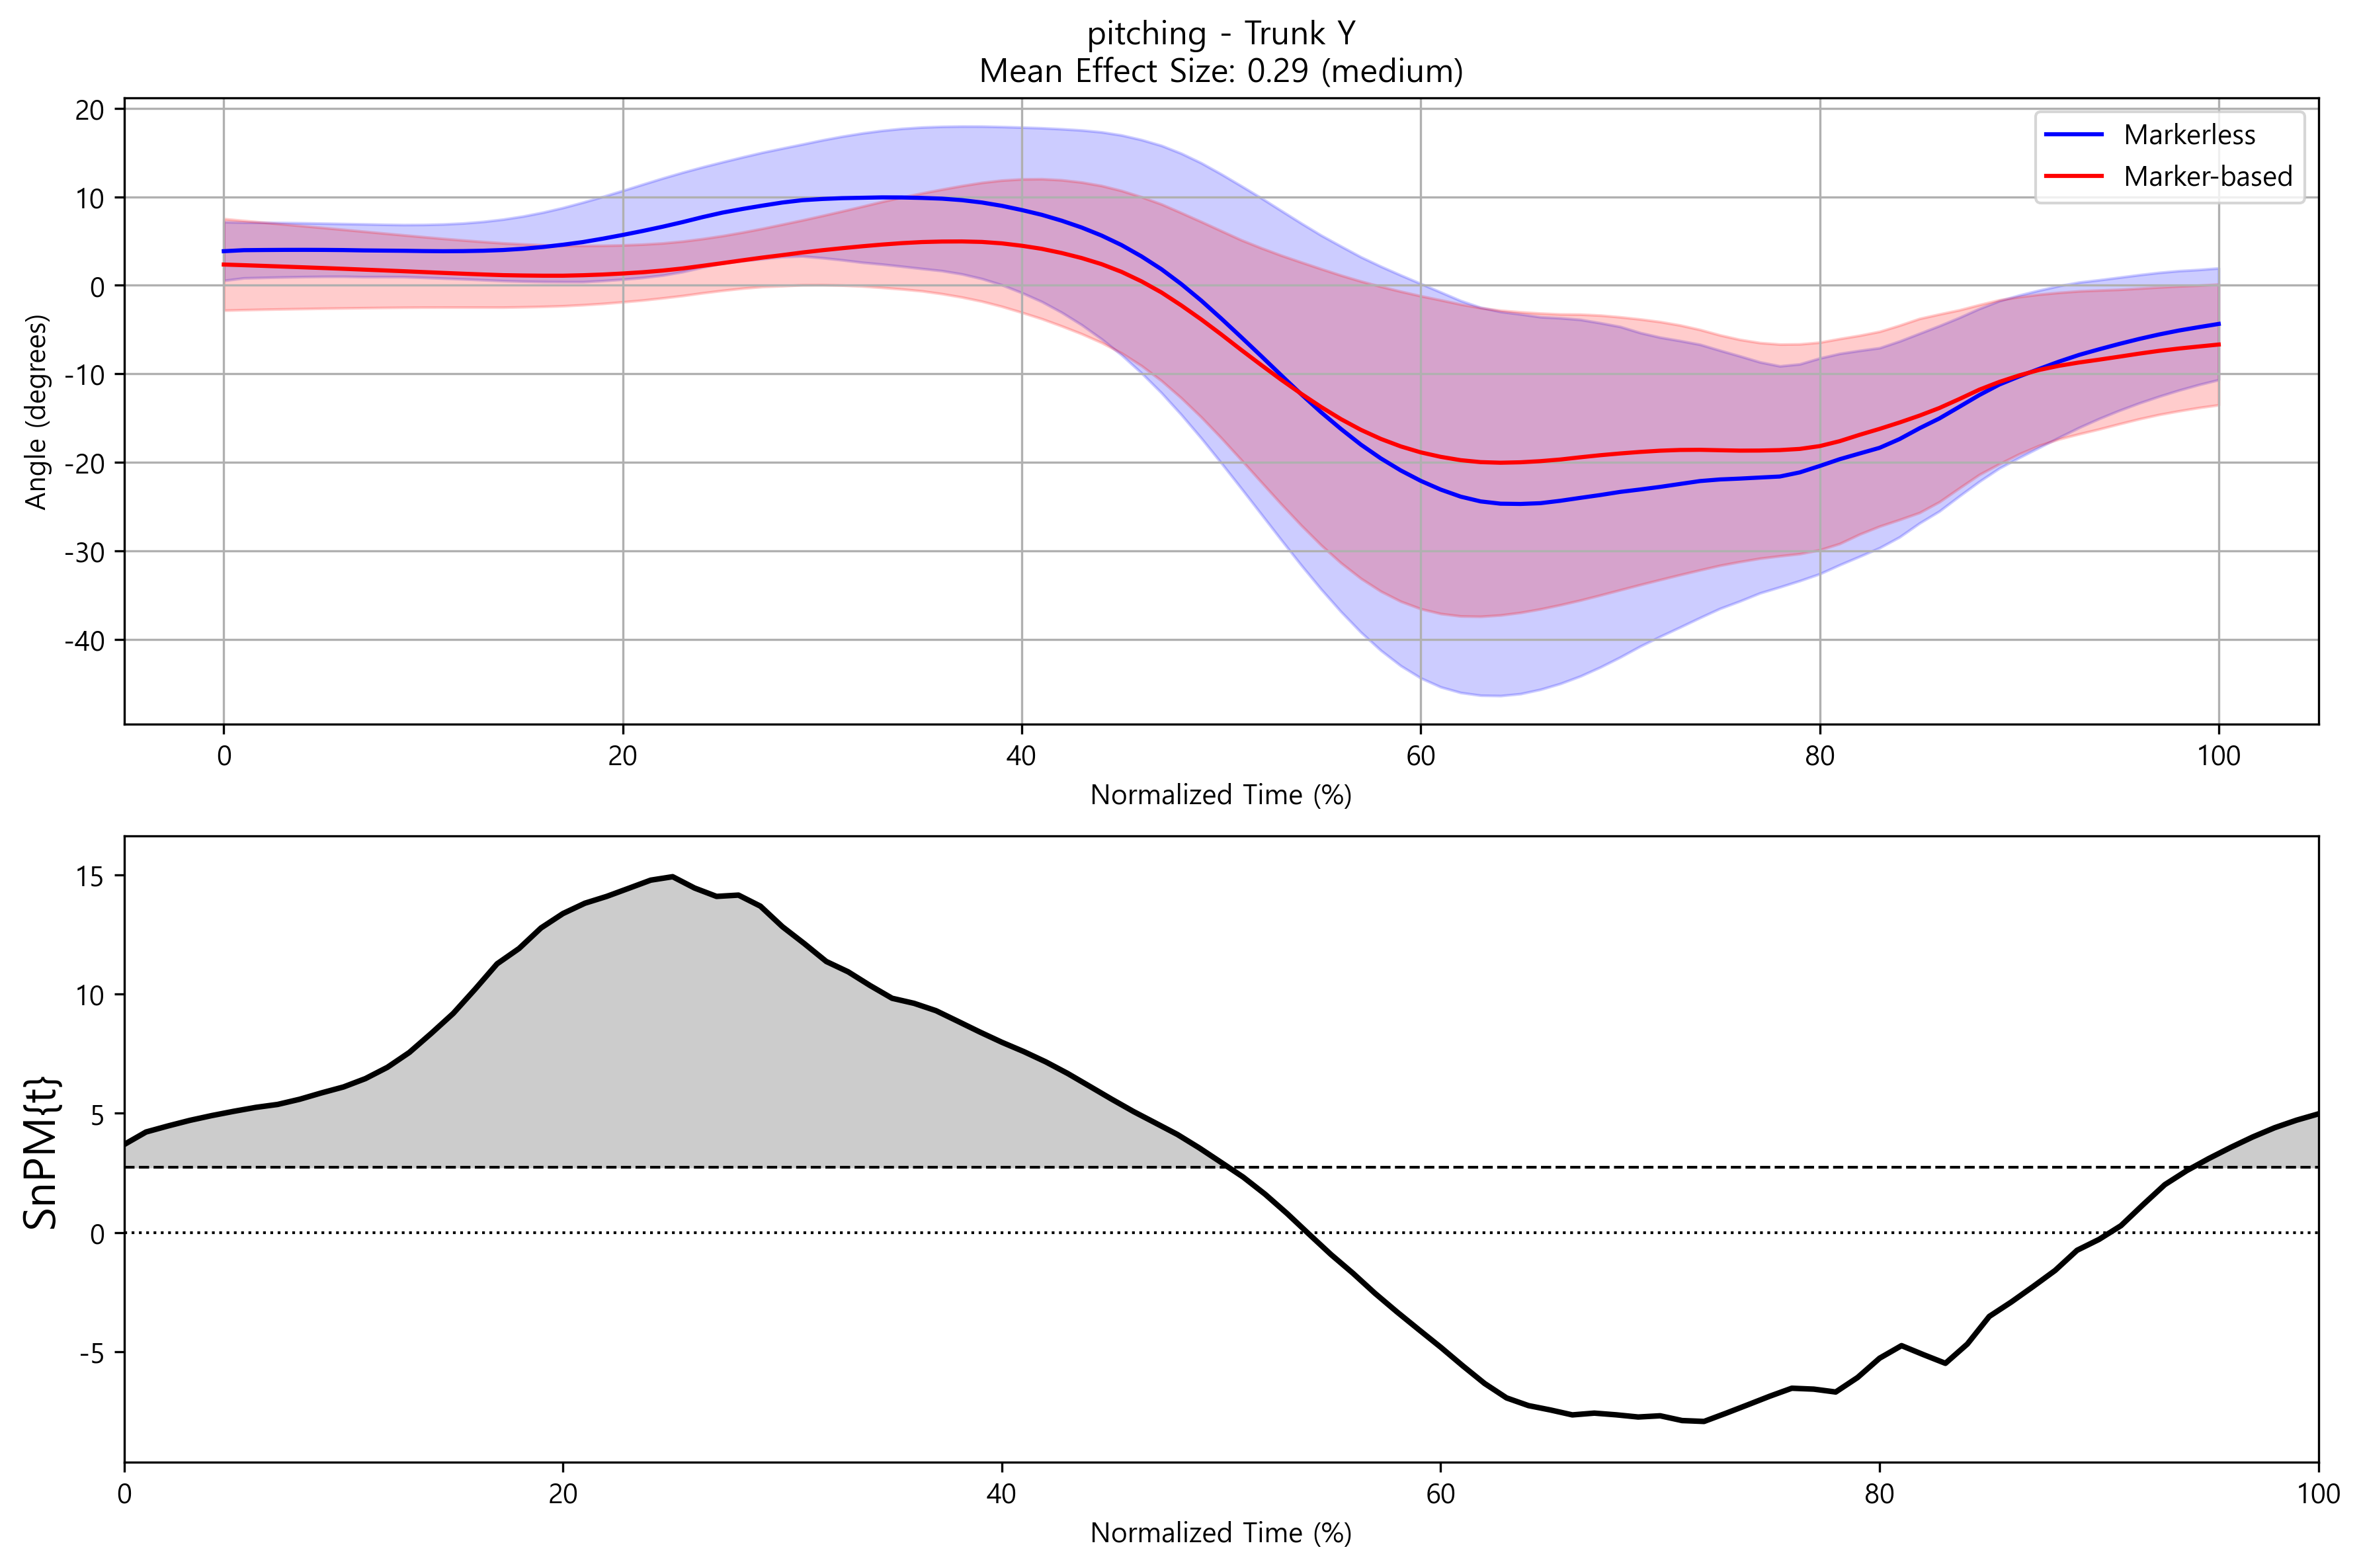 pitching - Trunk Y
Mean Effect Size: 0.29 (medium)
Markerless
Marker-based
20
10
0
-10
-20
-30
-40
Angle (degrees)
0 20 40 60 80 100
Normalized Time (%)
15
10
5
0
-5
SnPM{t}
0 20 40 60 80 100
Normalized Time (%)